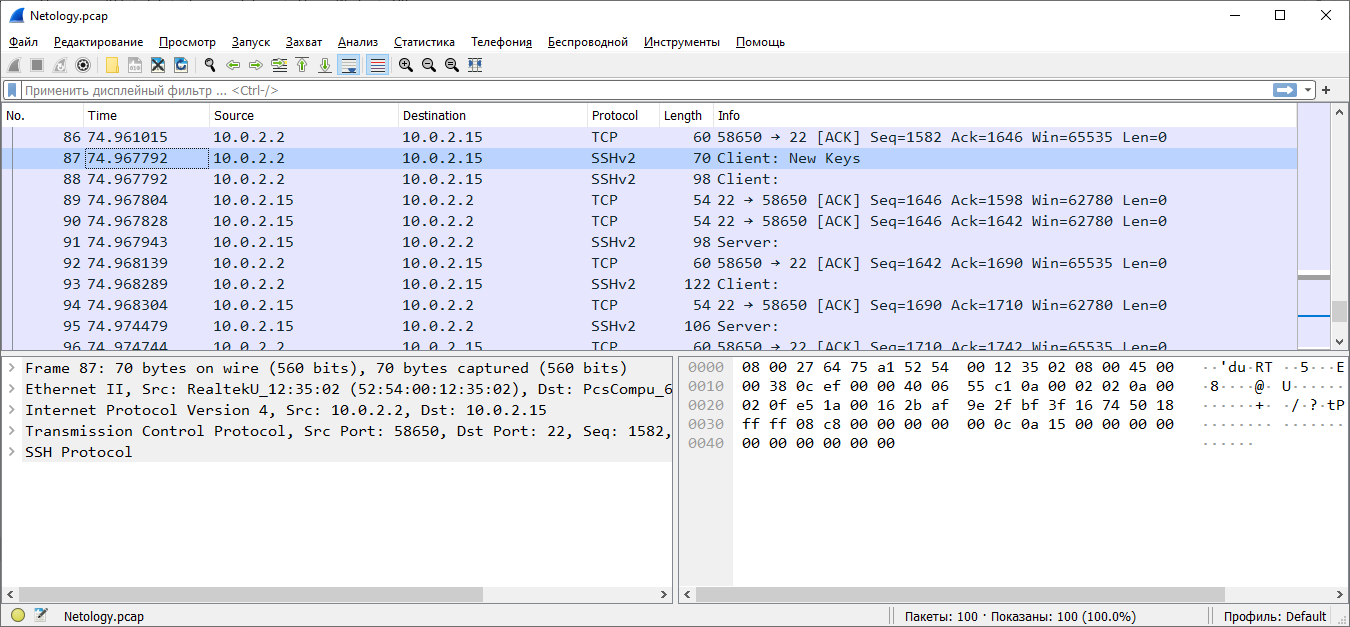 Netology.pcap
Файл Редактирование Просмотр Запуск Захват Анализ Статистика Телефония Беспроводной Инструменты Помощь
Применить дисплейный фильтр ... <Ctrl-/>
No. Time Source Destination Protocol Length Info
86 74.961015 10.0.2.2 10.0.2.15 TCP 60 58650 → 22 [ACK] Seq=1582 Ack=1646 Win=65535 Len=0
87 74.967792 10.0.2.2 10.0.2.15 SSHv2 70 Client: New Keys
88 74.967792 10.0.2.2 10.0.2.15 SSHv2 98 Client:
89 74.967804 10.0.2.15 10.0.2.2 TCP 54 22 → 58650 [ACK] Seq=1646 Ack=1598 Win=62780 Len=0
90 74.967828 10.0.2.15 10.0.2.2 TCP 54 22 → 58650 [ACK] Seq=1646 Ack=1642 Win=62780 Len=0
91 74.967943 10.0.2.15 10.0.2.2 SSHv2 98 Server:
92 74.968139 10.0.2.2 10.0.2.15 TCP 60 58650 → 22 [ACK] Seq=1642 Ack=1690 Win=65535 Len=0
93 74.968289 10.0.2.2 10.0.2.15 SSHv2 122 Client:
94 74.968304 10.0.2.15 10.0.2.2 TCP 54 22 → 58650 [ACK] Seq=1690 Ack=1710 Win=62780 Len=0
95 74.974479 10.0.2.15 10.0.2.2 SSHv2 106 Server:
96 74.974744 10.0.2.2 10.0.2.15 TCP 60 58650 → 22 [ACK] Seq=1710 Ack=1742 Win=65535 Len=0
Frame 87: 70 bytes on wire (560 bits), 70 bytes captured (560 bits)
Ethernet II, Src: RealtekU_12:35:02 (52:54:00:12:35:02), Dst: PcsCompu_6
Internet Protocol Version 4, Src: 10.0.2.2, Dst: 10.0.2.15
Transmission Control Protocol, Src Port: 58650, Dst Port: 22, Seq: 1582,
SSH Protocol
0000 08 00 27 64 75 a1 52 54 00 12 35 02 08 00 45 00 ··'du·RT ··5···E·
0010 00 38 0c ef 00 00 40 06 55 c1 0a 00 02 02 0a 00 ·8····@· U·······
0020 02 0f e5 1a 00 16 2b af 9e 2f bf 3f 16 74 50 18 ······+· ·/·?·tP·
0030 ff ff 08 c8 00 00 00 00 00 0c 0a 15 00 00 00 00 ········ ········
0040 00 00 00 00 00 00 ······
Netology.pcap Пакеты: 100 · Показаны: 100 (100.0%) Профиль: Default